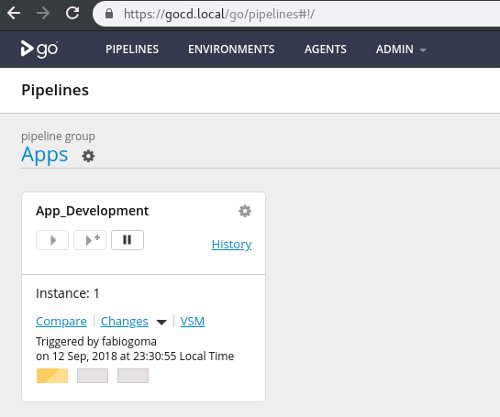 https://gocd.local/go/pipelines#!/
go PIPELINES ENVIRONMENTS AGENTS ADMIN
Pipelines
pipeline group
Apps
App_Development
History
Instance: 1
Compare | Changes | VSM
Triggered by fabiogoma
on 12 Sep, 2018 at 23:30:55 Local Time